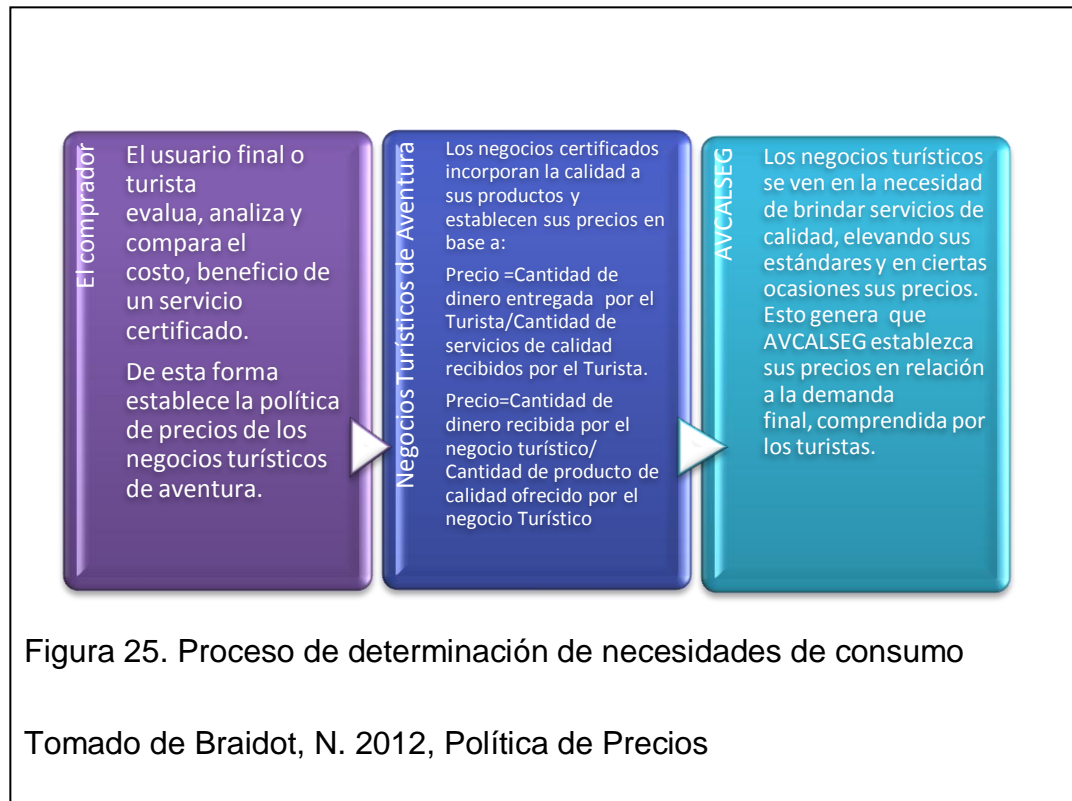 El comprador
El usuario final o
turista
evalua, analiza y
compara el
costo, beneficio de
un servicio
certificado.
De esta forma
establece la política
de precios de los
negocios turísticos
de aventura.
Negocios Turísticos de Aventura
Los negocios certificados
incorporan la calidad a
sus productos y
establecen sus precios en
base a:
Precio =Cantidad de
dinero entregada por el
Turista/Cantidad de
servicios de calidad
recibidos por el Turista.
Precio=Cantidad de
dinero recibida por el
negocio turístico/
Cantidad de producto de
calidad ofrecido por el
negocio Turístico
AVCALSEG
Los negocios turísticos
se ven en la necesidad
de brindar servicios de
calidad, elevando sus
estándares y en ciertas
ocasiones sus precios.
Esto genera que
AVCALSEG establezca
sus precios en relación
a la demanda
final, comprendida por
los turistas.
Figura 25. Proceso de determinación de necesidades de consumo
Tomado de Braidot, N. 2012, Política de Precios